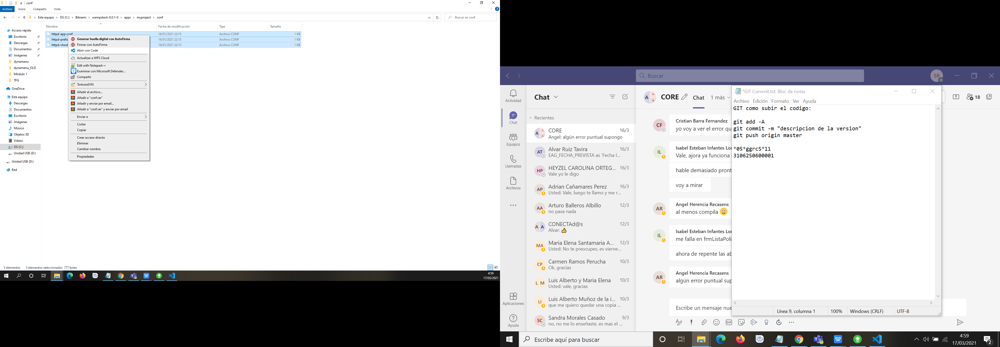 conf
Archivo Inicio Compartir Vista
Este equipo > OS (C:) > Bitnami > wampstack-8.0.1-0 > apps > myproject > conf
Buscar en conf
Nombre Fecha de modificación Tipo Tamaño
Acceso rápido
Escritorio
Descargas
Documentos
Imágenes
dynamenu
dynamenu_OLD
Módulo 1
TFG
OneDrive
Este equipo
Descargas
Documentos
Escritorio
Imágenes
Música
Objetos 3D
Vídeos
OS (C:)
Unidad USB (D:)
Unidad USB (D:)
Red
httpd-app.conf 16/01/2021 22:15 Archivo CONF 1 KB
httpd-prefix 16/01/2021 22:15 Archivo CONF 1 KB
httpd-vhost 16/01/2021 22:15 Archivo CONF 1 KB
Generar huella digital con AutoFirma
Firmar con AutoFirma
Abrir con Code
Actualizar a WPS Cloud
Edit with Notepad++
Examinar con Microsoft Defender...
Compartir
TortoiseSVN
Añadir al archivo...
Añadir a "conf.rar"
Añadir y enviar por email...
Añadir a "conf.rar" y enviar por email
Enviar a
Cortar
Copiar
Crear acceso directo
Eliminar
Cambiar nombre
Propiedades
3 elementos 3 elementos seleccionados 777 bytes
4:59
17/03/2021
Buscar
SR
Actividad
Chat
Equipos
Llamadas
Archivos
Aplicaciones
Ayuda
Chat
Recientes
CORE 16/3
Angel: algún error puntual supongo
AT Alvar Ruiz Tavira 16/3
EAG_FECHA_PREVISTA as 'Fecha I...
HP HEYZEL CAROLINA ORTEG... 16/3
Vale yo le digo
AP Adrian Cañamares Perez 16/3
Usted: Vale, luego te llamo y me r...
AA Arturo Balleros Albillo 12/3
no pasa nada
A A CONECTAd@s 12/3
Alvar: 👍
MA Maria Elena Santamaria A... 12/3
Usted: No te preocupes, es vierne...
CP Carmen Ramos Perucha 10/3
Ok, gracias
L M Luis Alberto y Maria Elena 10/3
Usted: vale, gracias
LI Luis Alberto Muñoz de la i... 10/3
que me quiero quedar una copia ...
SC Sandra Morales Casado 9/3
no, no me lo enseñaste, es mas el ...
CORE Chat 1 más
18
CF Cristian Barra Fernandez
yo voy a ver el error qu
IL Isabel Esteban Infantes Lor
Vale, ajora ya funciona
hable demasiado pront
voy a mirar
AR Angel Herencia Recasens
al menos compila 🙂
IL Isabel Esteban Infantes Lor
me falla en frmListaPoli
ahora de repente las ab
AR Angel Herencia Recasens
algún error puntual sup
Escribe un mensaje nue
GIF
*GIT Commit.txt: Bloc de notas
Archivo Edición Formato Ver Ayuda
GIT como subir el codigo:
git add -A
git commit -m "descripcion de la version"
git push origin master
*05*ggrcS*11
3106250600001
Línea 9, columna 1 100% Windows (CRLF) UTF-8
Escribe aquí para buscar
4:59
17/03/2021
2